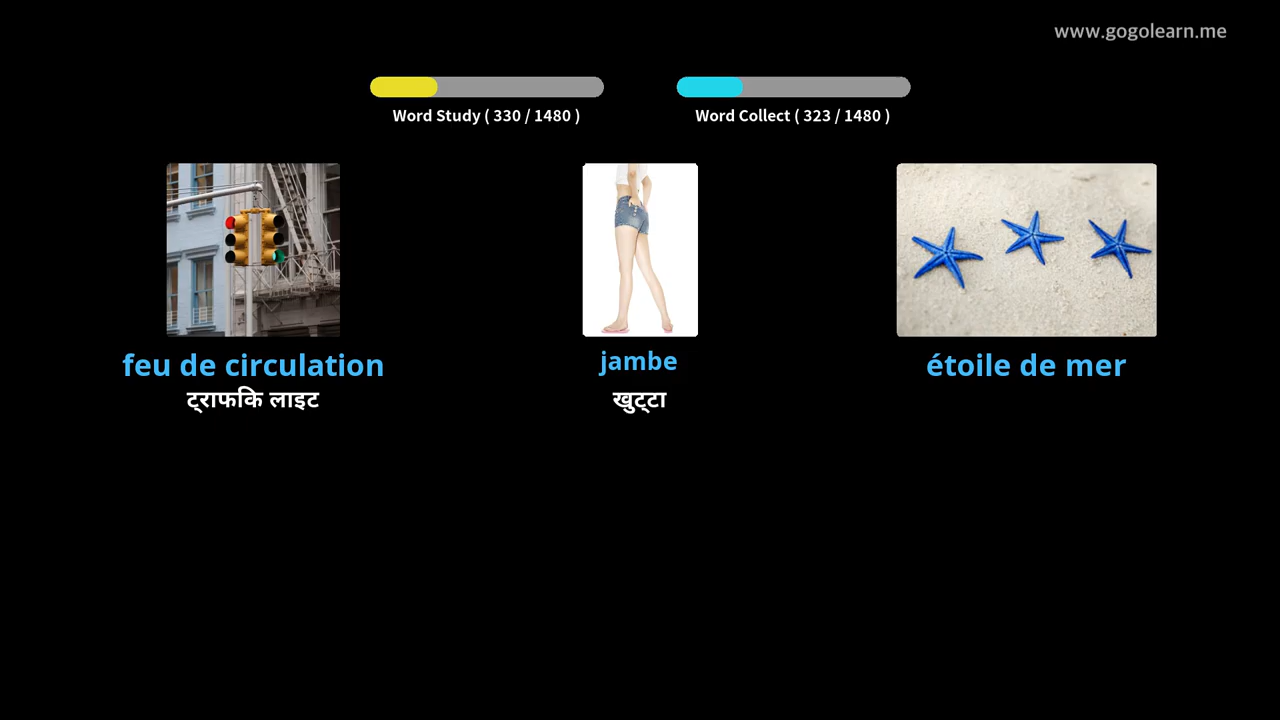 www.gogolearn.me
Word Study ( 330 / 1480 )
Word Collect ( 323 / 1480 )
feu de circulation
jambe
étoile de mer
ट्राफकि लाइट
खुट्टा